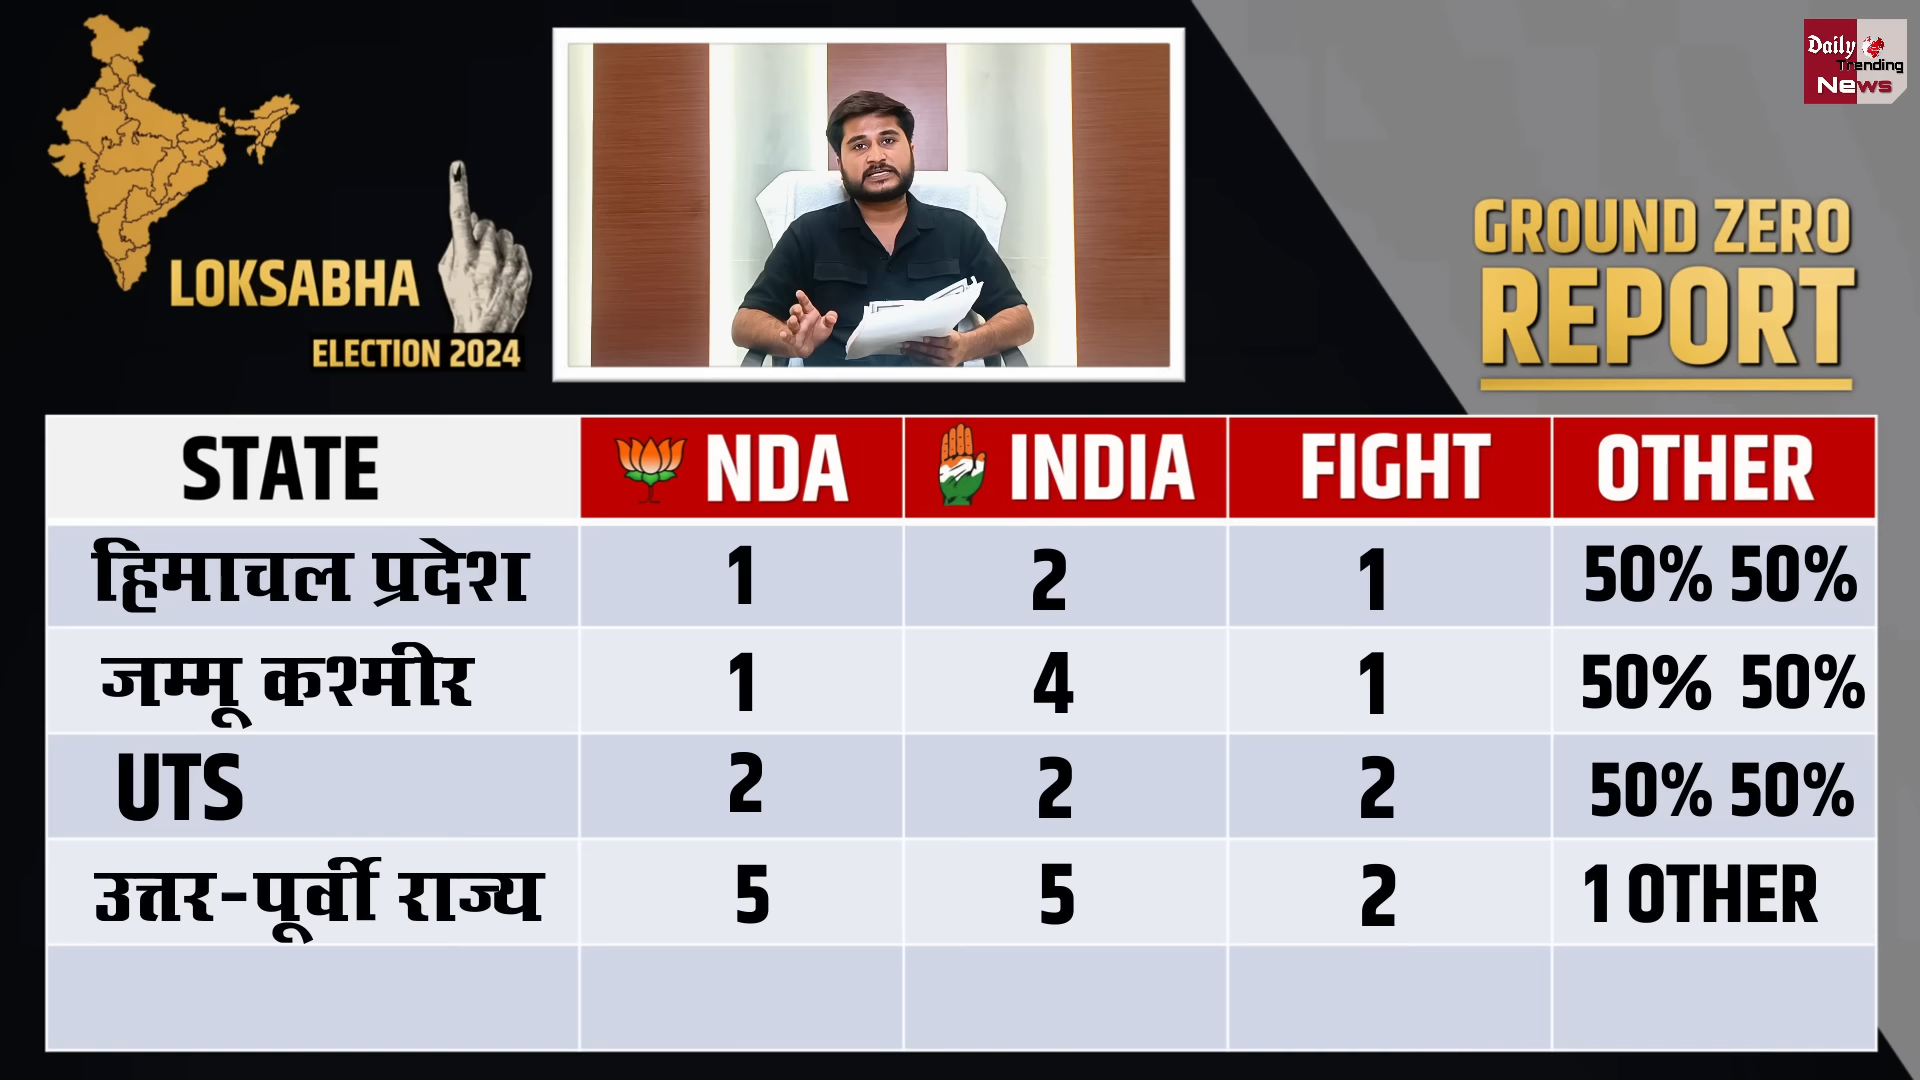 Daily
Trending
News
LOKSABHA
ELECTION 2024
GROUND ZERO
REPORT
STATE NDA INDIA FIGHT OTHER
हिमाचल प्रदेश 1 2 1 50% 50%
जम्मू कश्मीर 1 4 1 50% 50%
UTS 2 2 2 50% 50%
उत्तर-पूर्वी राज्य 5 5 2 1 OTHER